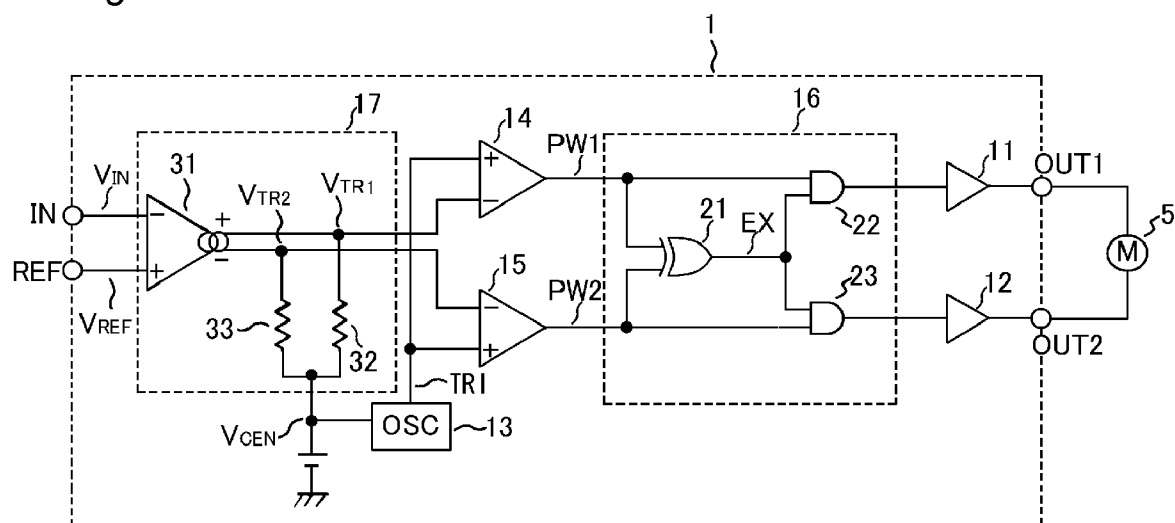 1
17
14
16
11
OUT1
VIN
31
VTR1
VTR2
PW1
IN
+
−
22
5
REF
+
−
21
EX
M
VREF
15
PW2
23
12
33
32
OUT2
TRI
VCEN
OSC
13